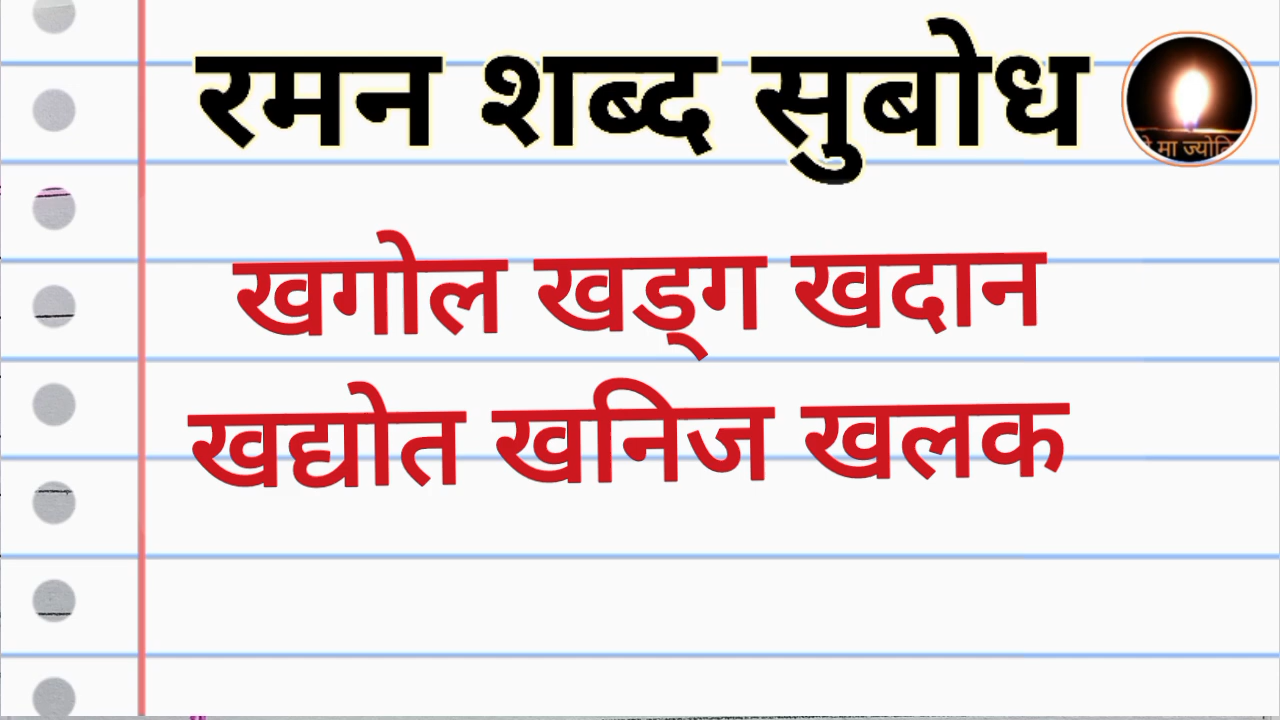 रमन शब्द सुबोध
मा ज्योति
खगोल खड्ग खदान
खद्योत खनिज खलक